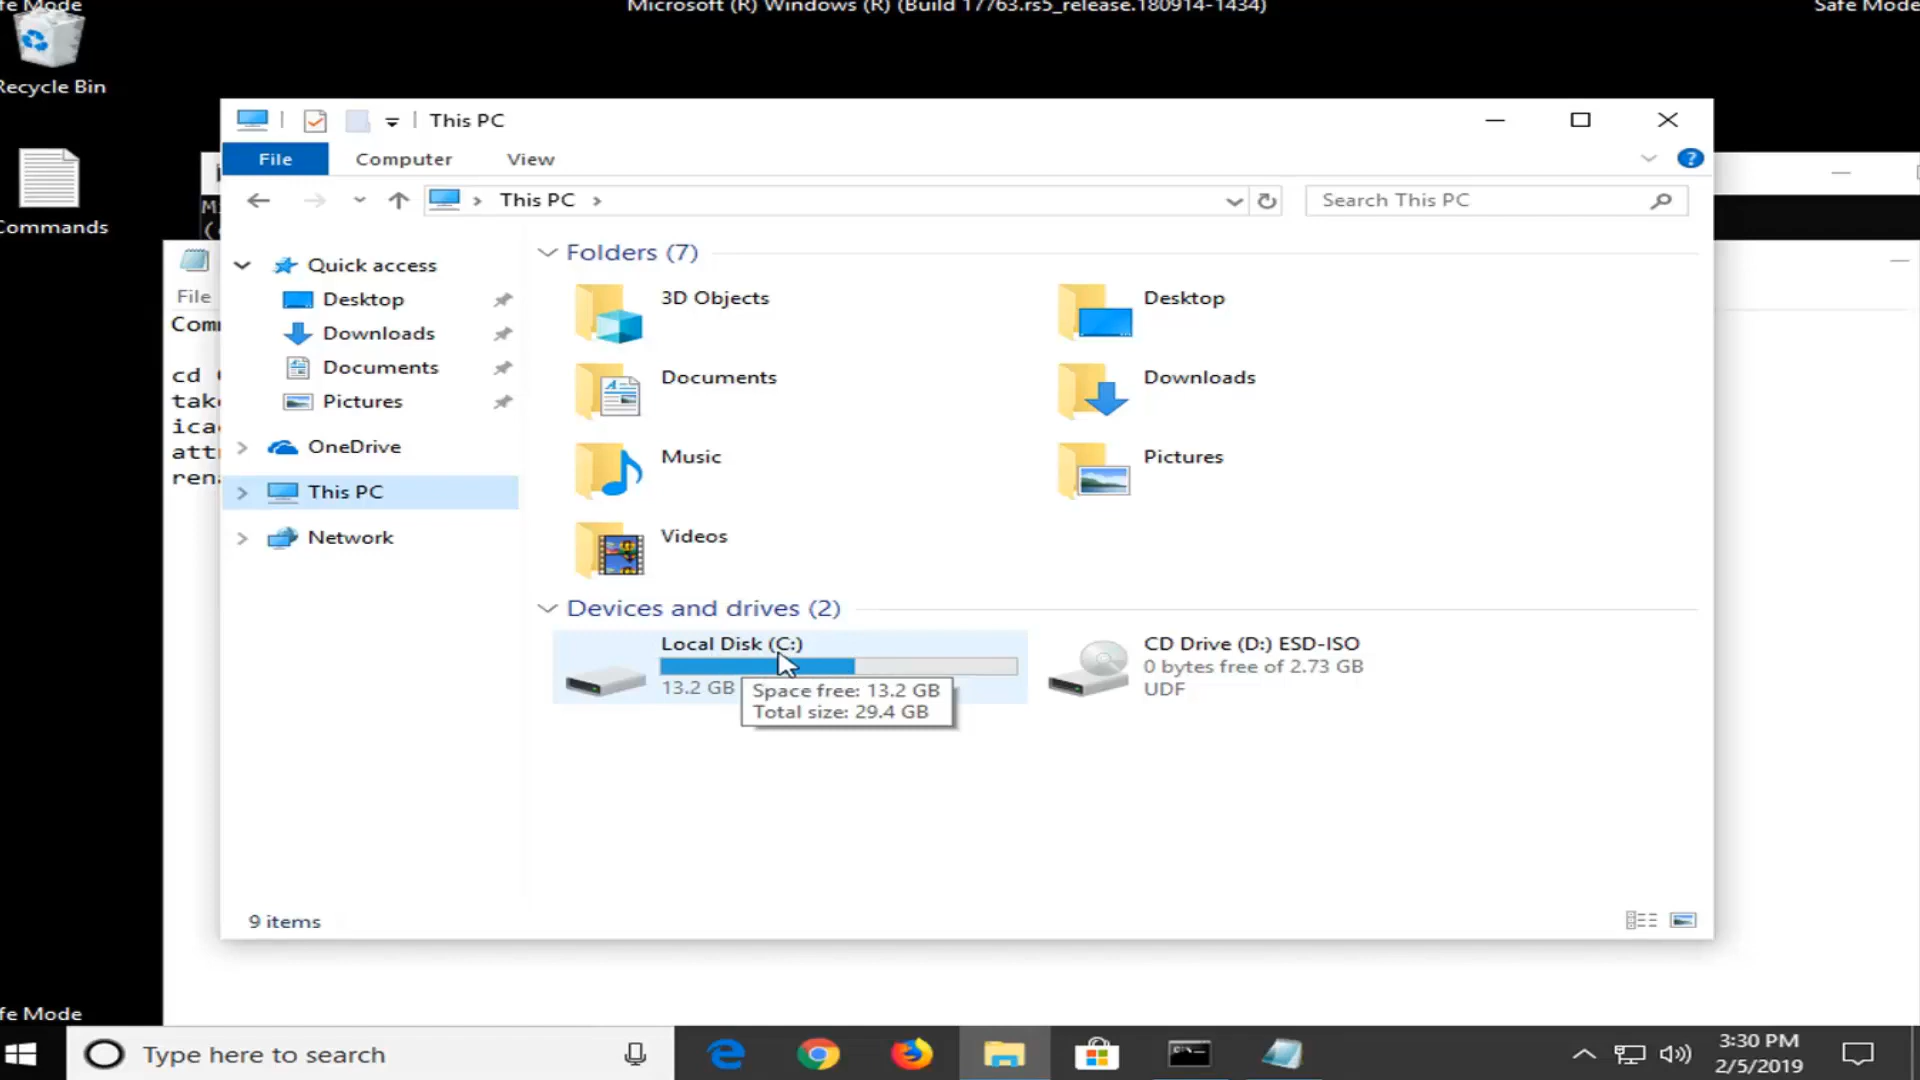 fe Mode
Microsoft (R) Windows (R) (Build 17763.rs5_release.180914-1434)
Safe Mode
Recycle Bin
Commands
This PC
File
Computer
View
?
This PC
Search This PC
File
Com
cd
take
ica
att
rena
Quick access
Desktop
Downloads
Documents
Pictures
OneDrive
This PC
Network
Folders (7)
3D Objects
Desktop
Documents
Downloads
Music
Pictures
Videos
Devices and drives (2)
Local Disk (C:)
13.2 GB
Space free: 13.2 GB
Total size: 29.4 GB
CD Drive (D:) ESD-ISO
0 bytes free of 2.73 GB
UDF
9 items
fe Mode
Type here to search
3:30 PM
2/5/2019